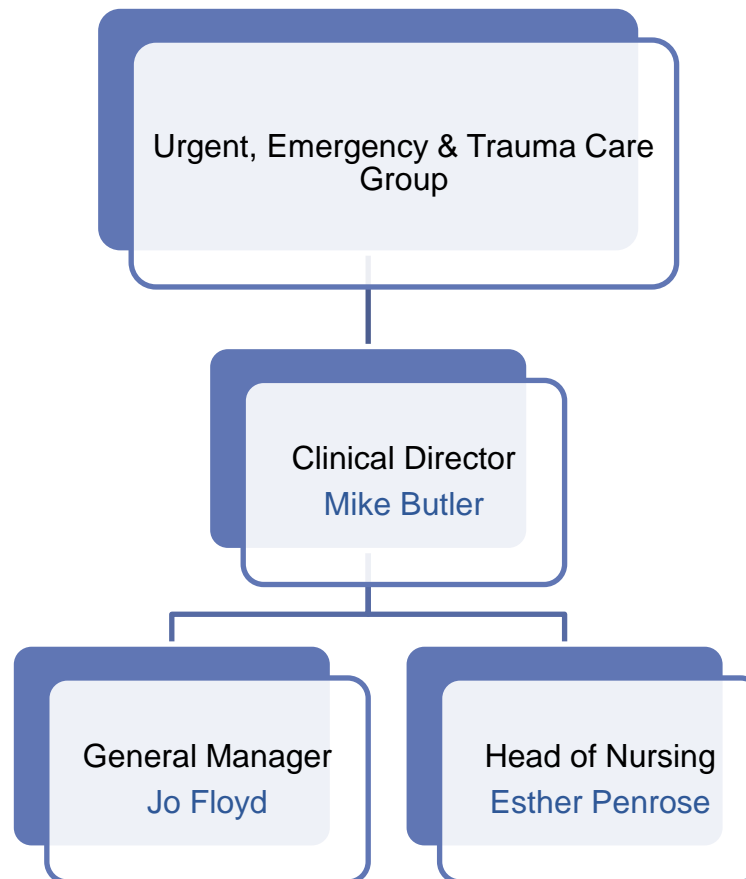 Urgent, Emergency & Trauma Care
Group
Clinical Director
Mike Butler
General Manager
Jo Floyd
Head of Nursing
Esther Penrose